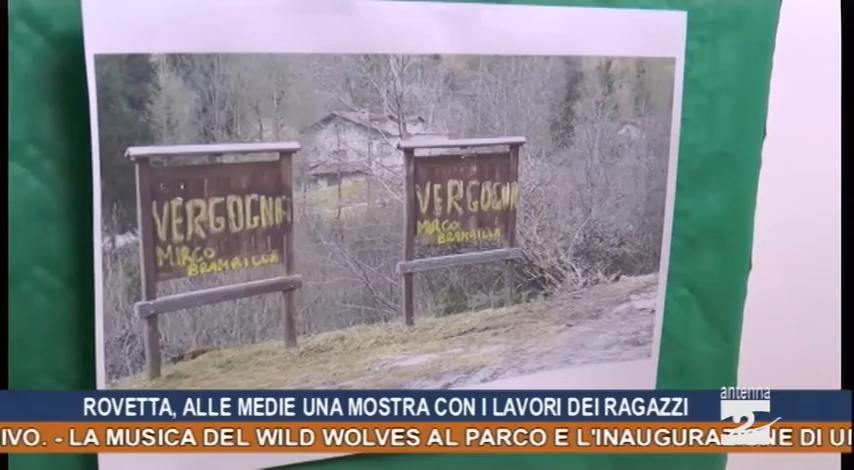 VERGOGNA
MIRCO
BRAMBILLA
VERGOGNA
MIRCO
BRAMBILLA
ROVETTA, ALLE MEDIE UNA MOSTRA CON I LAVORI DEI RAGAZZI
antenna
2
IVO. - LA MUSICA DEL WILD WOLVES AL PARCO E L'INAUGURAZIONE DI